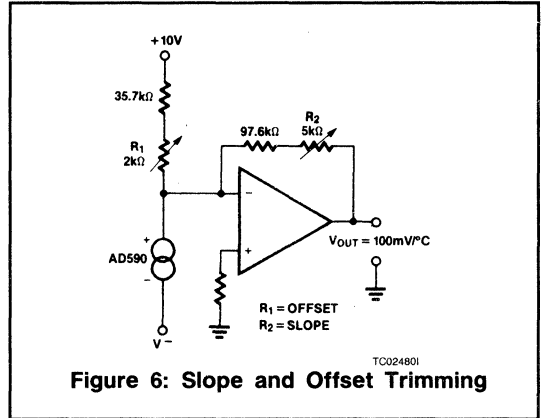 +10V
35.7kΩ
R1
2kΩ
97.6kΩ
R2
5kΩ
−
+
VOUT = 100mV/°C
+
AD590
−
V−
R1 = OFFSET
R2 = SLOPE
TC02480I
Figure 6: Slope and Offset Trimming